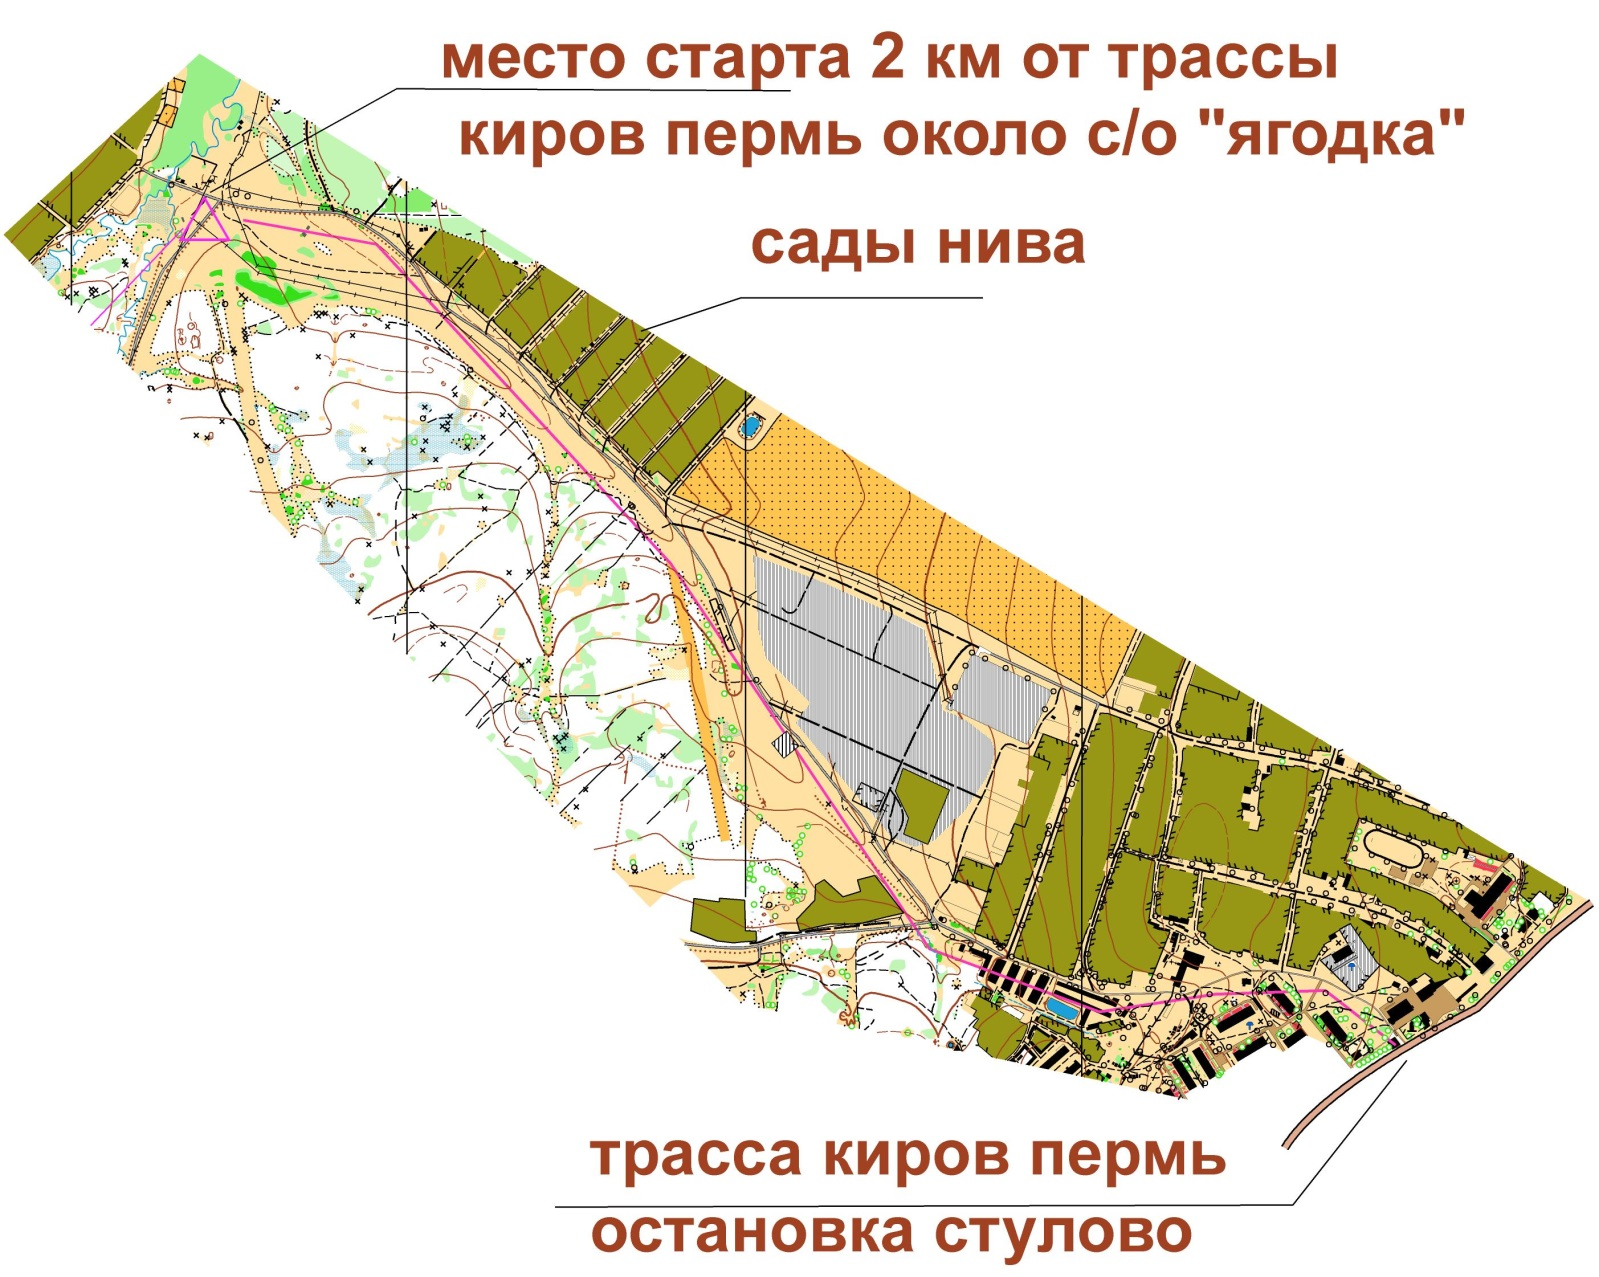 место старта 2 км от трассы
киров пермь около с/о "ягодка"
сады нива
трасса киров пермь
остановка стулово